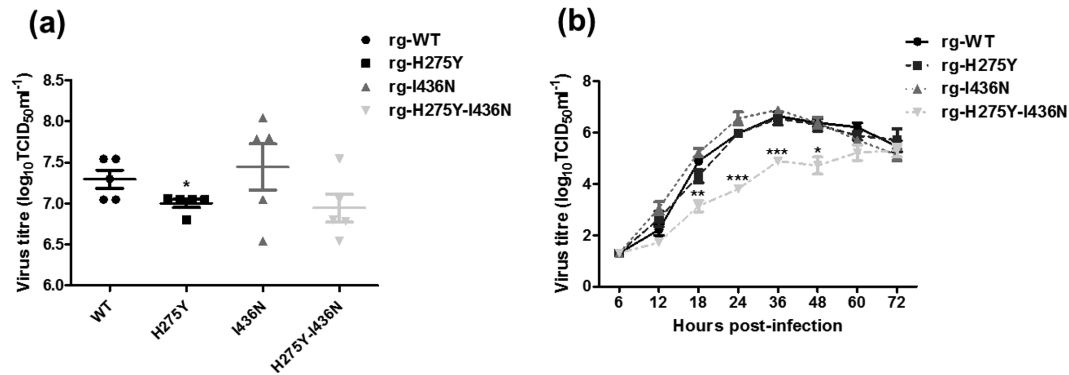 (a)
rg-WT
rg-H275Y
rg-I436N
rg-H275Y-I436N
Virus titre (log10TCID50ml-1)
8.5
8.0
7.5
7.0
6.5
6.0
*
WT
H275Y
I436N
H275Y-I436N
(b)
rg-WT
rg-H275Y
rg-I436N
rg-H275Y-I436N
Virus titre (log10TCID50ml-1)
8
6
4
2
0
**
***
***
*
6 12 18 24 36 48 60 72
Hours post-infection